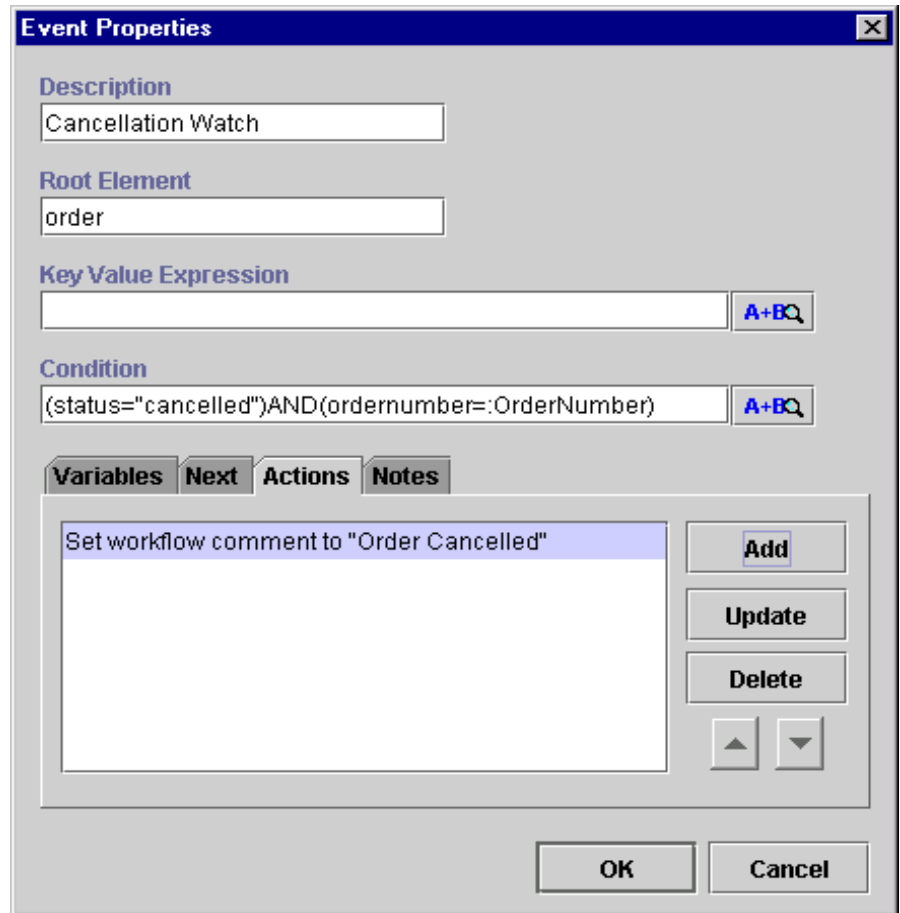 Event Properties
Description
Cancellation Watch
Root Element
order
Key Value Expression
A+B
Condition
(status="cancelled")AND(ordernumber=:OrderNumber)
A+B
Variables Next Actions Notes
Set workflow comment to "Order Cancelled"
Add
Update
Delete
OK Cancel